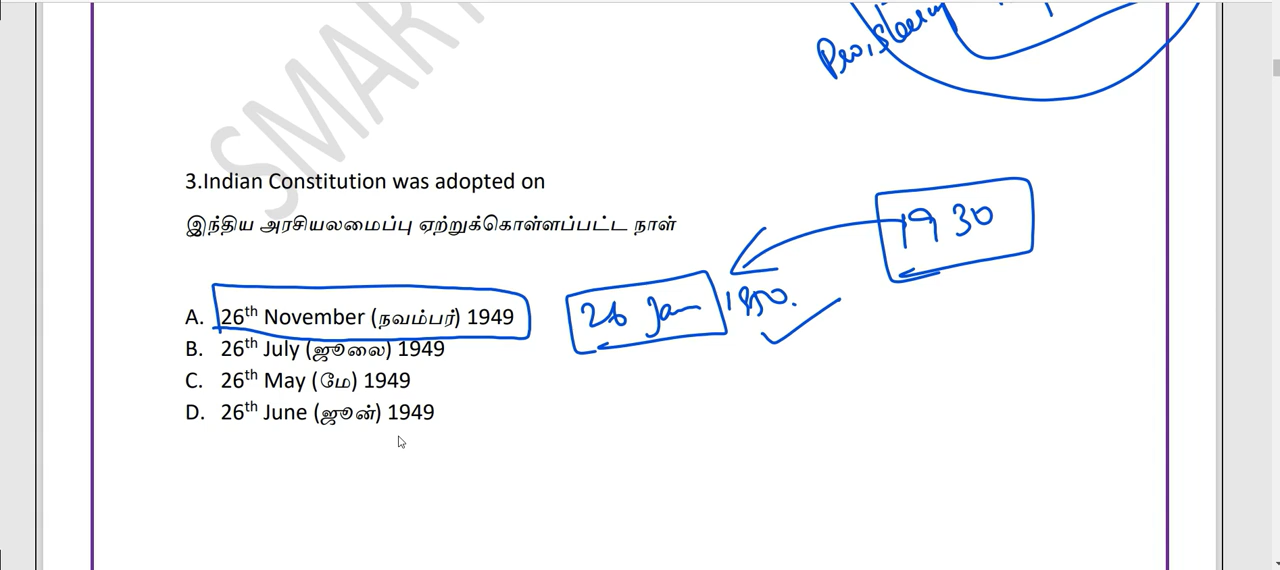 SMAR
3.Indian Constitution was adopted on
இந்திய அரசியலமைப்பு ஏற்றுக்கொள்ளப்பட்ட நாள்
1930
A. 26th November (நவம்பர்) 1949
26 Jan 1950.
B. 26th July (ஜூலை) 1949
C. 26th May (மே) 1949
D. 26th June (ஜூன்) 1949